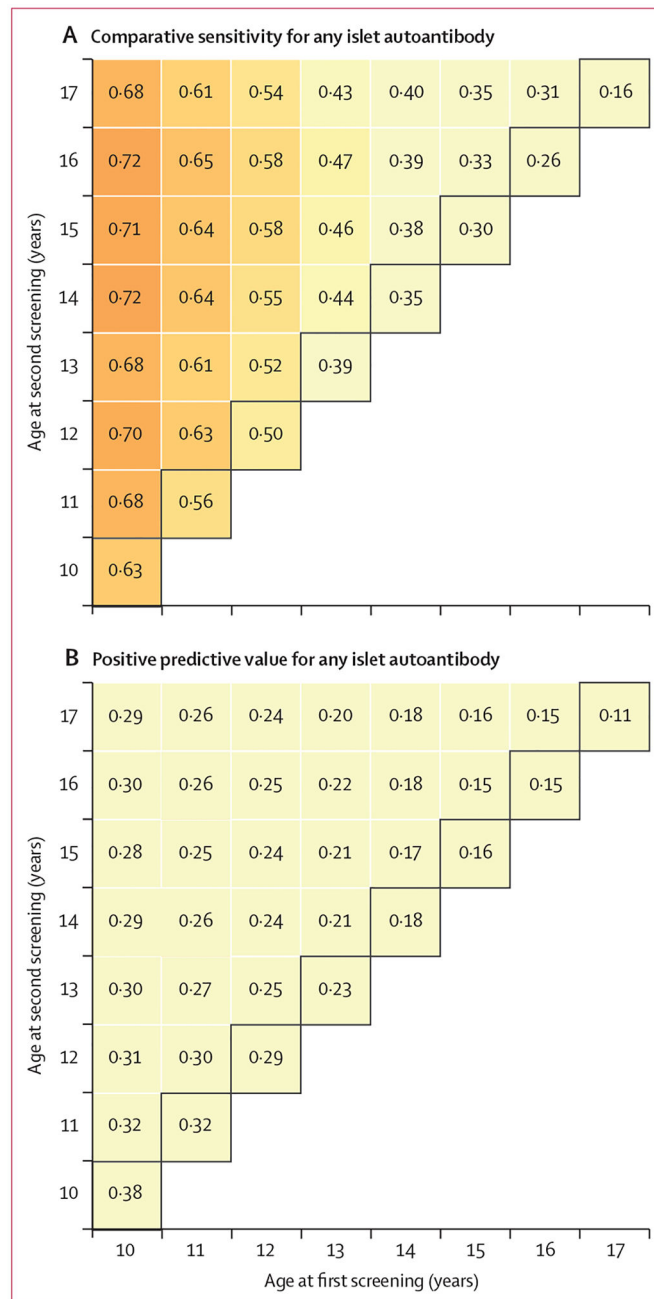 A Comparative sensitivity for any islet autoantibody
17 0·68 0·61 0·54 0·43 0·40 0·35 0·31 0·16
16 0·72 0·65 0·58 0·47 0·39 0·33 0·26
15 0·71 0·64 0·58 0·46 0·38 0·30
14 0·72 0·64 0·55 0·44 0·35
13 0·68 0·61 0·52 0·39
12 0·70 0·63 0·50
11 0·68 0·56
10 0·63
Age at second screening (years)
B Positive predictive value for any islet autoantibody
17 0·29 0·26 0·24 0·20 0·18 0·16 0·15 0·11
16 0·30 0·26 0·25 0·22 0·18 0·15 0·15
15 0·28 0·25 0·24 0·21 0·17 0·16
14 0·29 0·26 0·24 0·21 0·18
13 0·30 0·27 0·25 0·23
12 0·31 0·30 0·29
11 0·32 0·32
10 0·38
Age at second screening (years)
10 11 12 13 14 15 16 17
Age at first screening (years)